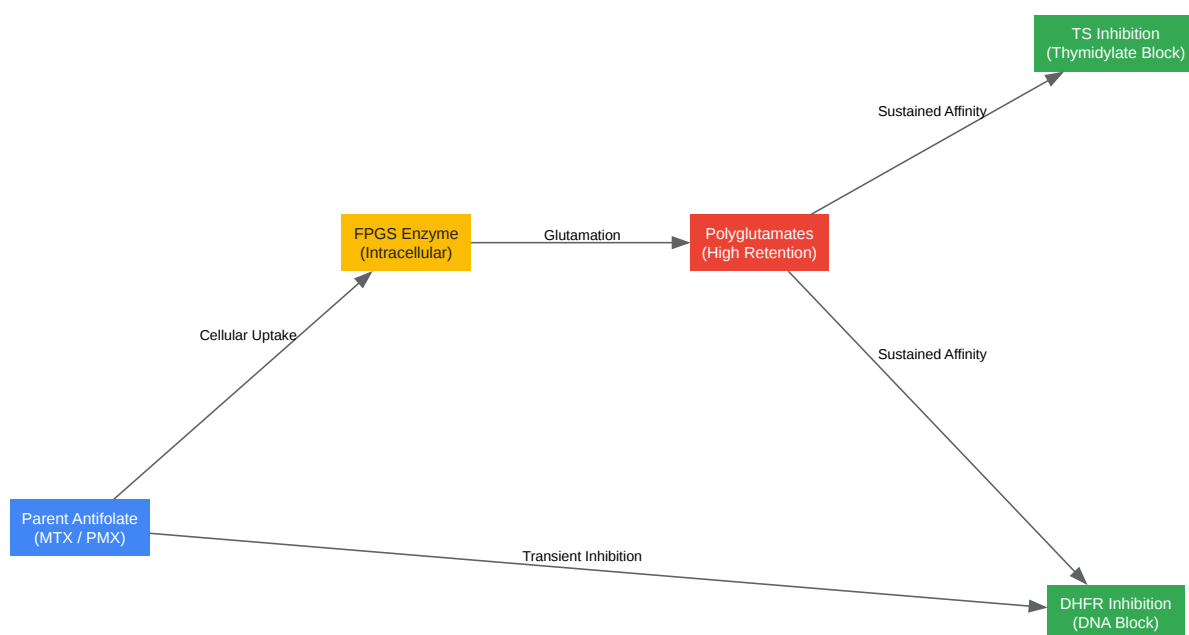 TS Inhibition
(Thymidylate Block)
Sustained Affinity
FPGS Enzyme
(Intracellular)
Glutamation
Polyglutamates
(High Retention)
Cellular Uptake
Sustained Affinity
Parent Antifolate
(MTX / PMX)
Transient Inhibition
DHFR Inhibition
(DNA Block)